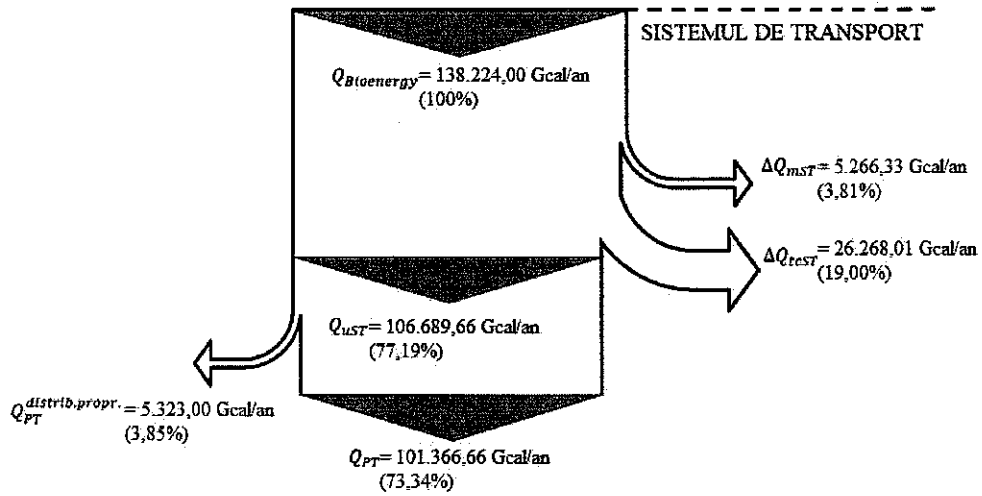 SISTEMUL DE TRANSPORT
Q_Bioenergy = 138.224,00 Gcal/an
(100%)
ΔQ_mST = 5.266,33 Gcal/an
(3,81%)
ΔQ_tcST = 26.268,01 Gcal/an
(19,00%)
Q_uST = 106.689,66 Gcal/an
(77,19%)
Q_PT^distrib.propr. = 5.323,00 Gcal/an
(3,85%)
Q_PT = 101.366,66 Gcal/an
(73,34%)